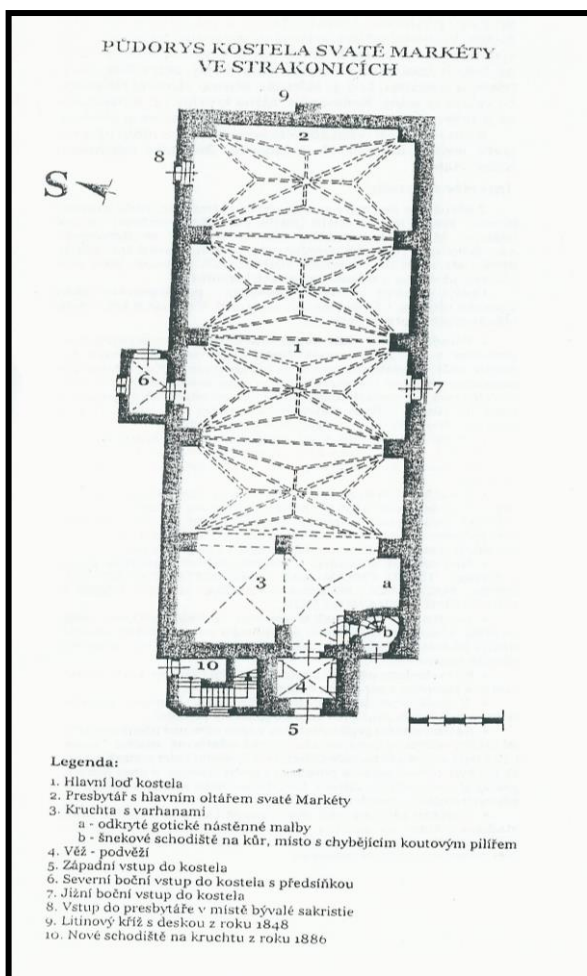 PŮDORYS KOSTELA SVATÉ MARKÉTY
VE STRAKONICÍCH
9
2
8
S
1
6
7
3
a
b
10
4
5
Legenda:
1. Hlavní loď kostela
2. Presbytář s hlavním oltářem svaté Markéty
3. Kruchta s varhanami
a - odkryté gotické nástěnné malby
b - šnekové schodiště na kůr, místo s chybějícím koutovým pilířem
4. Věž - podvěží
5. Západní vstup do kostela
6. Severní boční vstup do kostela s předsíňkou
7. Jižní boční vstup do kostela
8. Vstup do presbytáře v místě bývalé sakristie
9. Litinový kříž s deskou z roku 1848
10. Nové schodiště na kruchtu z roku 1886